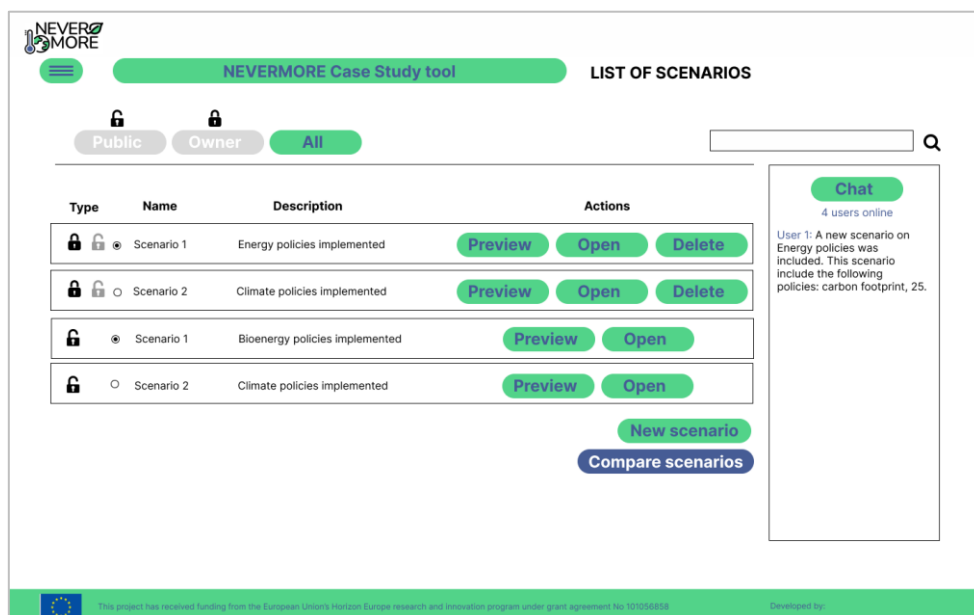 NEVER
MORE
NEVERMORE Case Study tool
LIST OF SCENARIOS
Public Owner All
Type Name Description Actions
Scenario 1 Energy policies implemented Preview Open Delete
Scenario 2 Climate policies implemented Preview Open Delete
Scenario 1 Bioenergy policies implemented Preview Open
Scenario 2 Climate policies implemented Preview Open
New scenario
Compare scenarios
Chat
4 users online
User 1: A new scenario on
Energy policies was
included. This scenario
include the following
policies: carbon footprint, 25.
This project has received funding from the European Union's Horizon Europe research and innovation program under grant agreement No 101056858
Developed by: